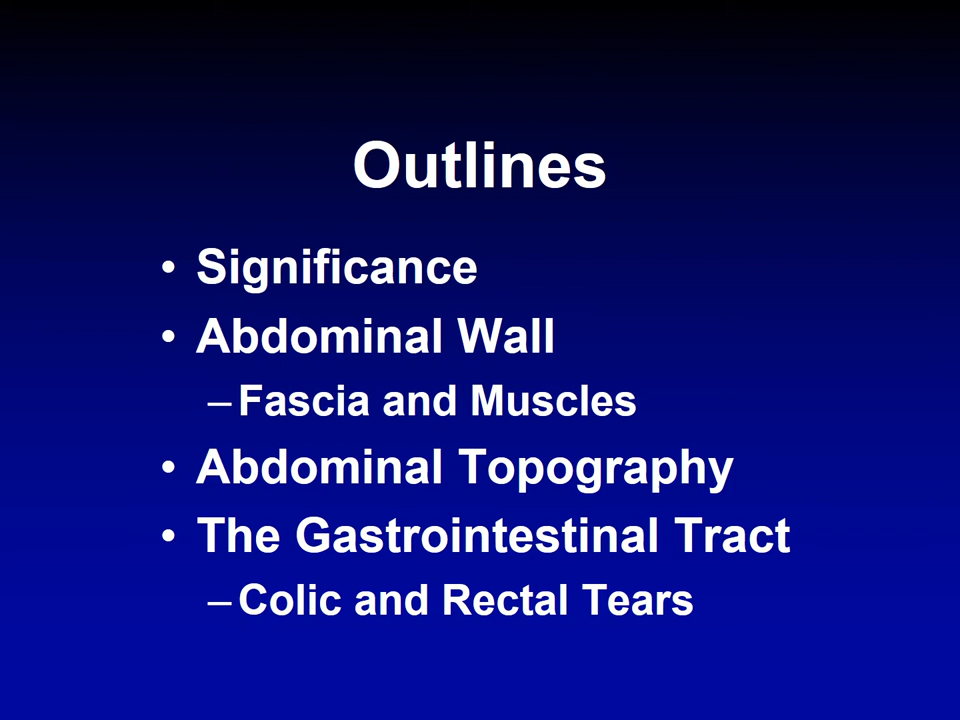 Outlines
• Significance
• Abdominal Wall
– Fascia and Muscles
• Abdominal Topography
• The Gastrointestinal Tract
– Colic and Rectal Tears